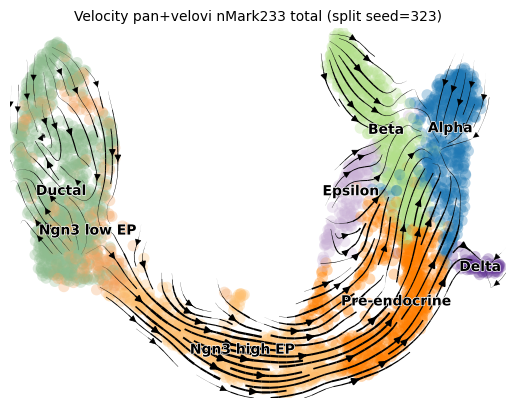 Velocity pan+velovi nMark233 total (split seed=323)
Beta
Alpha
Ductal
Epsilon
Ngn3 low EP
Delta
Pre-endocrine
Ngn3 high EP